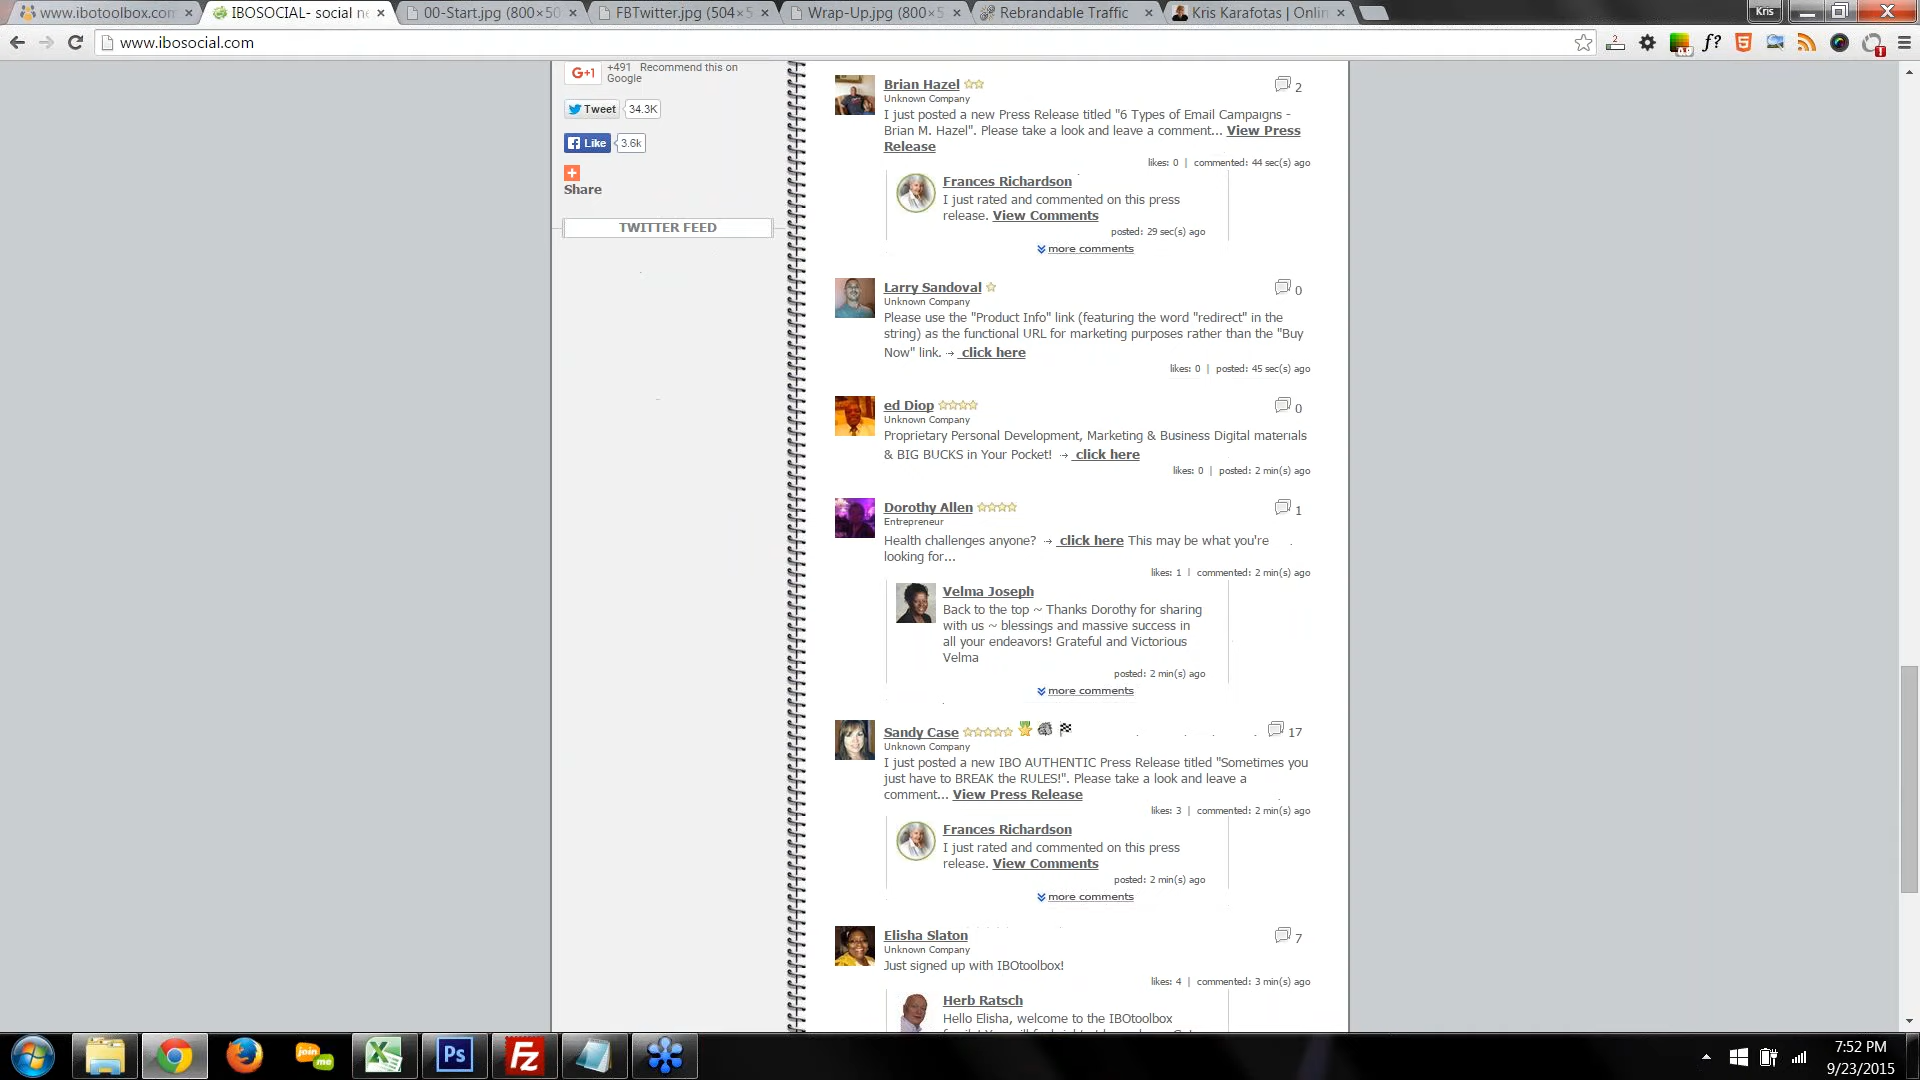 www.ibotoolbox.com
IBOSOCIAL- social ne
00-Start.jpg (800×50
FBTwitter.jpg (504×5
Wrap-Up.jpg (800×5
Rebrandable Traffic
Kris Karafotas | Onlin
Kris
www.ibosocial.com
2
f?
1
G+1
+491 Recommend this on
Google
Tweet
34.3K
Like
3.6k
Share
TWITTER FEED
Brian Hazel
2
Unknown Company
I just posted a new Press Release titled "6 Types of Email Campaigns -
Brian M. Hazel". Please take a look and leave a comment... View Press
Release
likes: 0 | commented: 44 sec(s) ago
Frances Richardson
I just rated and commented on this press
release. View Comments
posted: 29 sec(s) ago
more comments
Larry Sandoval
0
Unknown Company
Please use the "Product Info" link (featuring the word "redirect" in the
string) as the functional URL for marketing purposes rather than the "Buy
Now" link. → click here
likes: 0 | posted: 45 sec(s) ago
ed Diop
0
Unknown Company
Proprietary Personal Development, Marketing & Business Digital materials
& BIG BUCKS in Your Pocket! → click here
likes: 0 | posted: 2 min(s) ago
Dorothy Allen
1
Entrepreneur
Health challenges anyone? → click here This may be what you're
looking for...
likes: 1 | commented: 2 min(s) ago
Velma Joseph
Back to the top ~ Thanks Dorothy for sharing
with us ~ blessings and massive success in
all your endeavors! Grateful and Victorious
Velma
posted: 2 min(s) ago
more comments
Sandy Case
17
Unknown Company
I just posted a new IBO AUTHENTIC Press Release titled "Sometimes you
just have to BREAK the RULES!". Please take a look and leave a
comment... View Press Release
likes: 3 | commented: 2 min(s) ago
Frances Richardson
I just rated and commented on this press
release. View Comments
posted: 2 min(s) ago
more comments
Elisha Slaton
7
Unknown Company
Just signed up with IBOtoolbox!
likes: 4 | commented: 3 min(s) ago
Herb Ratsch
Hello Elisha, welcome to the IBOtoolbox
join
me
Ps
Fz
7:52 PM
9/23/2015